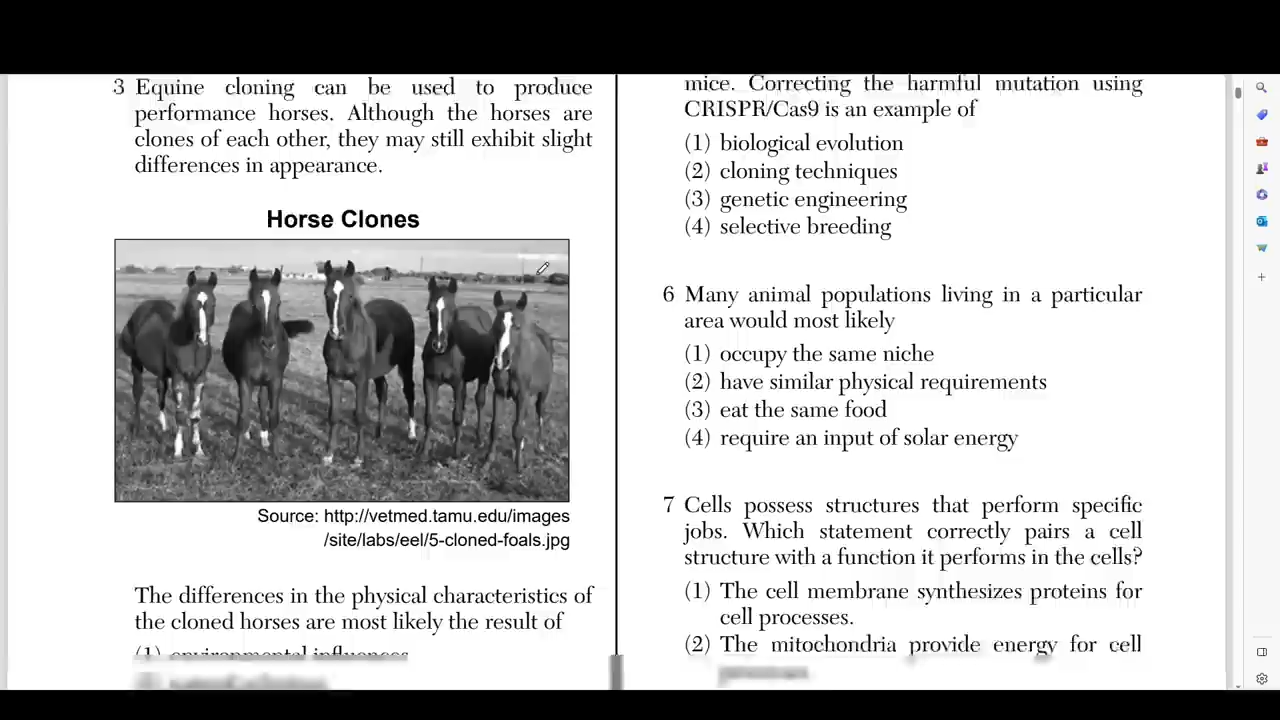 3 Equine cloning can be used to produce
performance horses. Although the horses are
clones of each other, they may still exhibit slight
differences in appearance.
Horse Clones
Source: http://vetmed.tamu.edu/images
/site/labs/eel/5-cloned-foals.jpg
The differences in the physical characteristics of
the cloned horses are most likely the result of
(1) environmental influences
mice. Correcting the harmful mutation using
CRISPR/Cas9 is an example of
(1) biological evolution
(2) cloning techniques
(3) genetic engineering
(4) selective breeding
6 Many animal populations living in a particular
area would most likely
(1) occupy the same niche
(2) have similar physical requirements
(3) eat the same food
(4) require an input of solar energy
7 Cells possess structures that perform specific
jobs. Which statement correctly pairs a cell
structure with a function it performs in the cells?
(1) The cell membrane synthesizes proteins for
cell processes.
(2) The mitochondria provide energy for cell